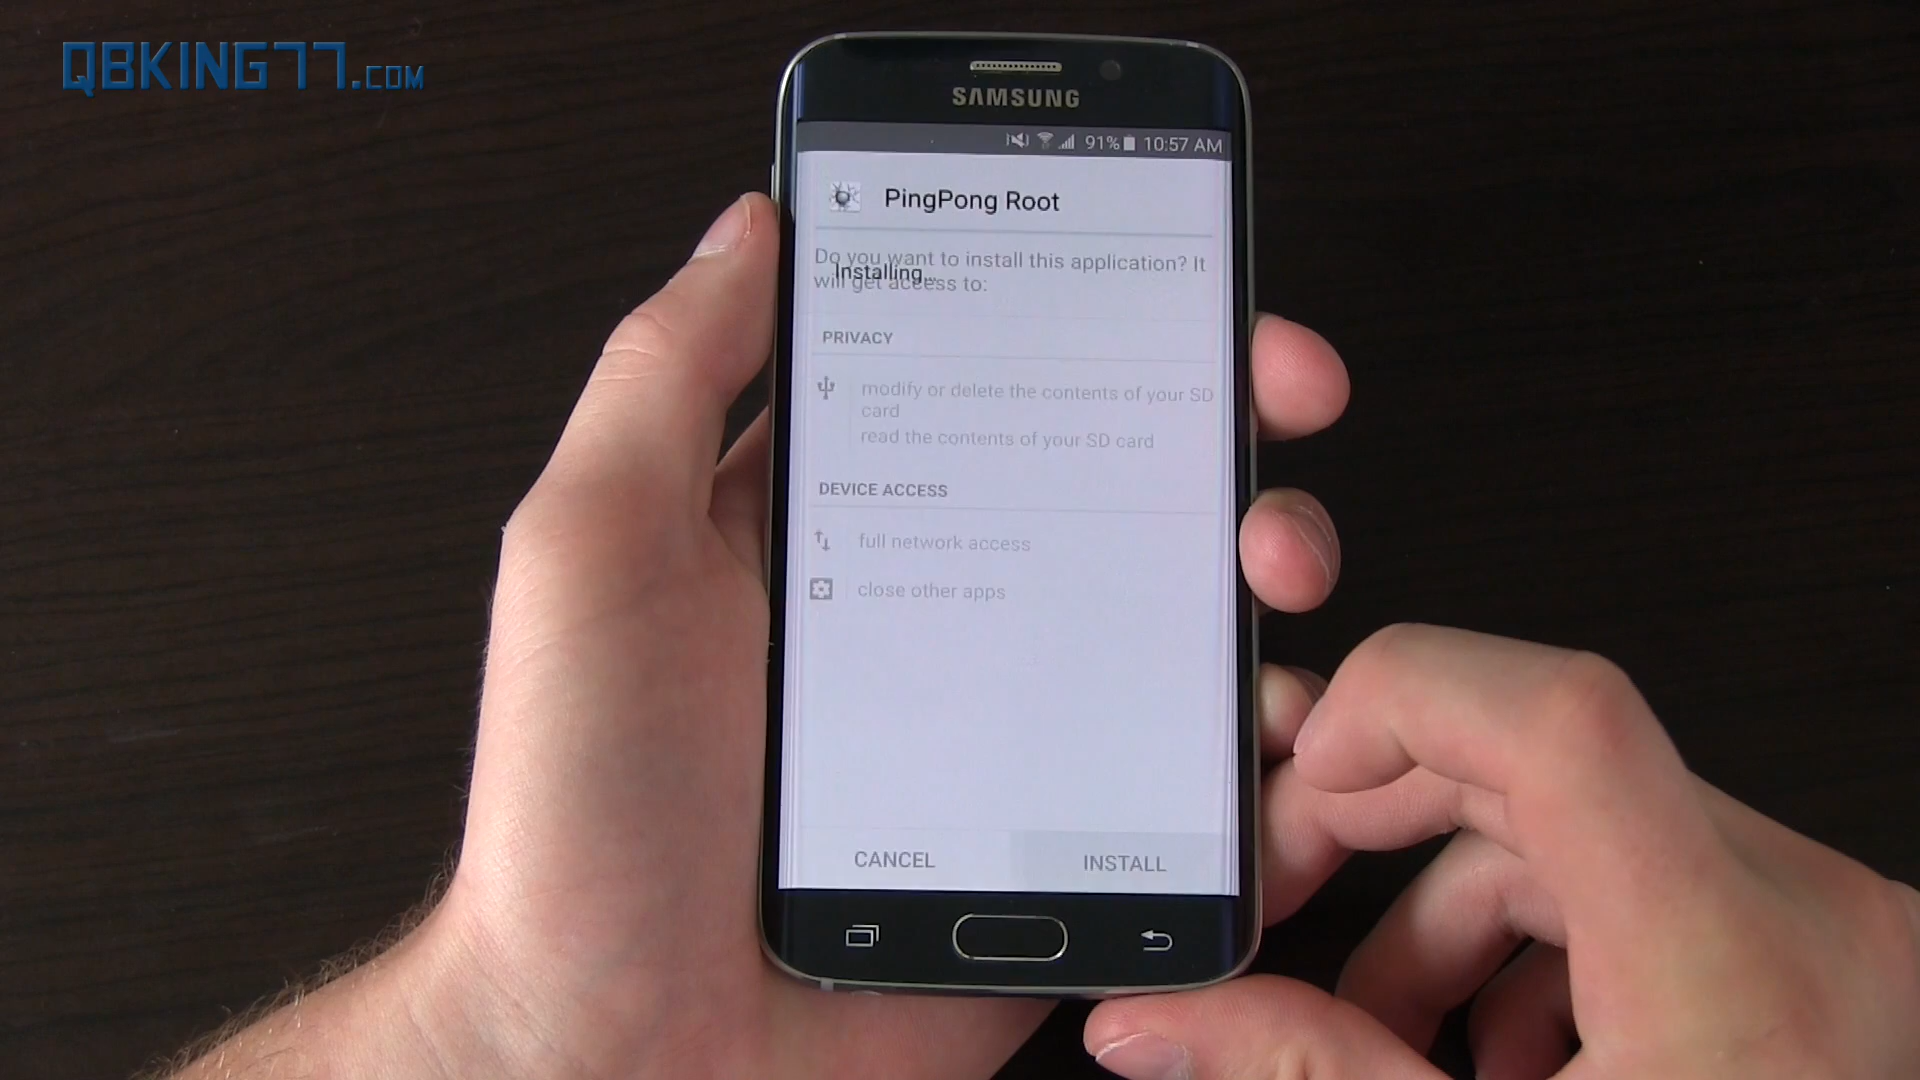 QBKING77.COM
SAMSUNG
91% 10:57 AM
PingPong Root
Do you want to install this application? It
will get access to:
Installing...
PRIVACY
modify or delete the contents of your SD
card
read the contents of your SD card
DEVICE ACCESS
full network access
close other apps
CANCEL INSTALL